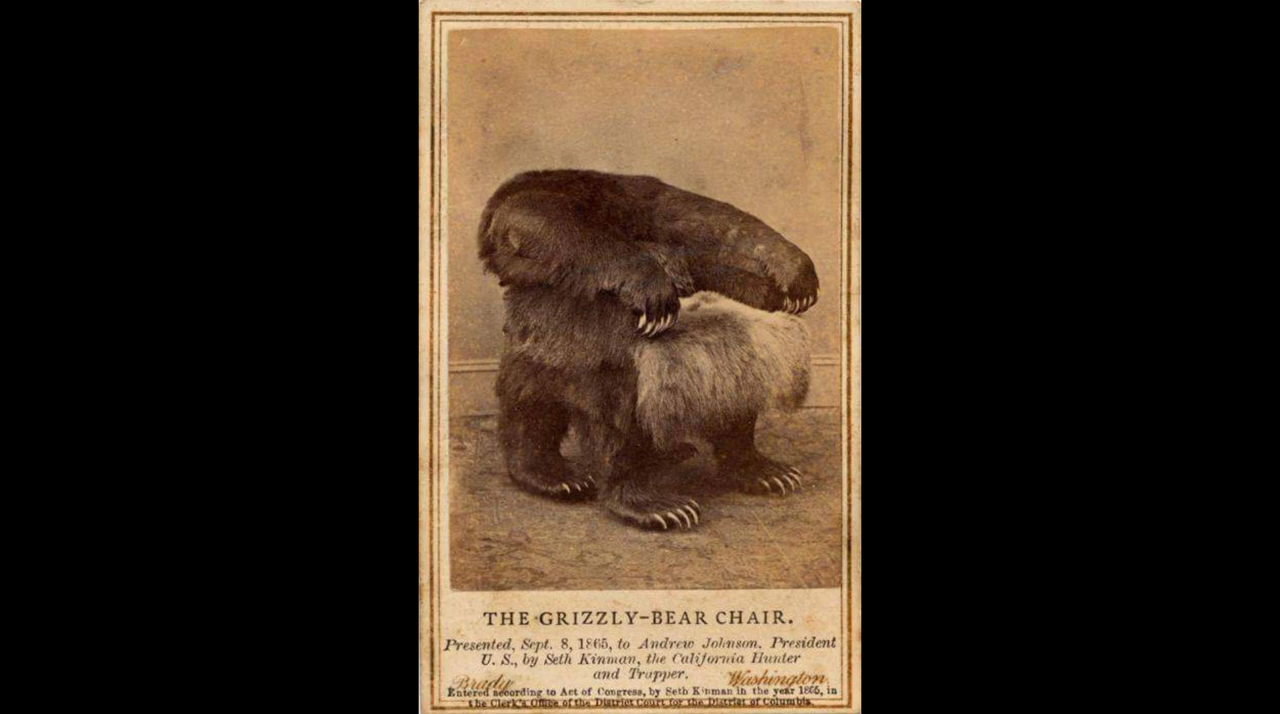 THE GRIZZLY-BEAR CHAIR.
Presented, Sept. 8, 1865, to Andrew Johnson, President
U. S., by Seth Kinman, the California Hunter
and Trapper.
Brady Washington.
Entered according to Act of Congress, by Seth Kinman in the year 1865, in
the Clerk's Office of the District Court for the District of Columbia.